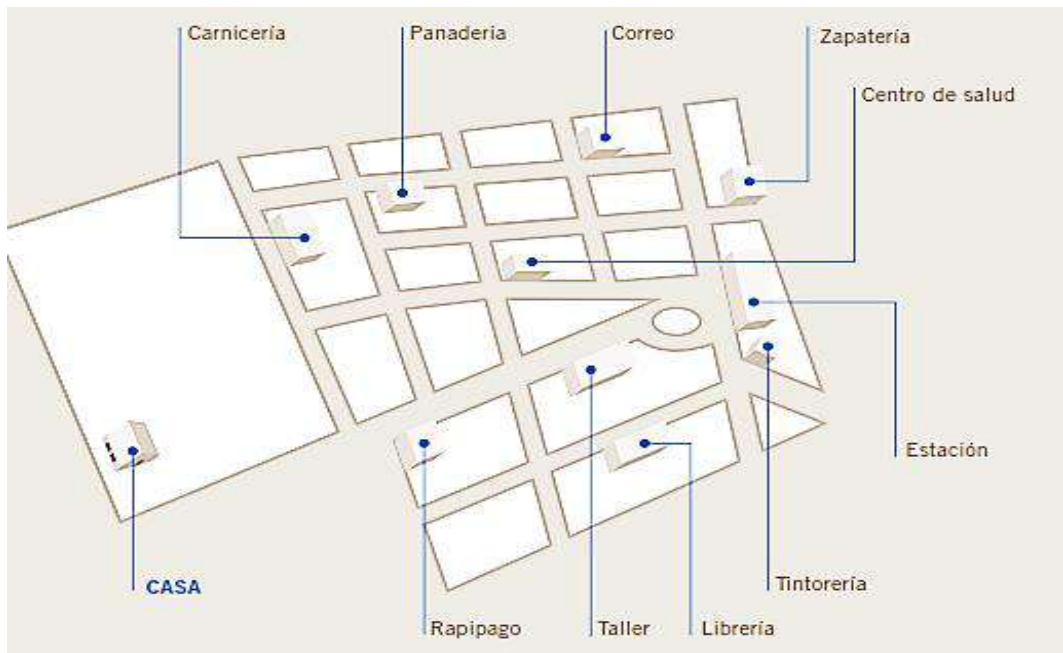 Carnicería
Panaderia
Correo
Zapatería
Centro de salud
Estación
CASA
Tintorería
Rapipago
Taller
Librería